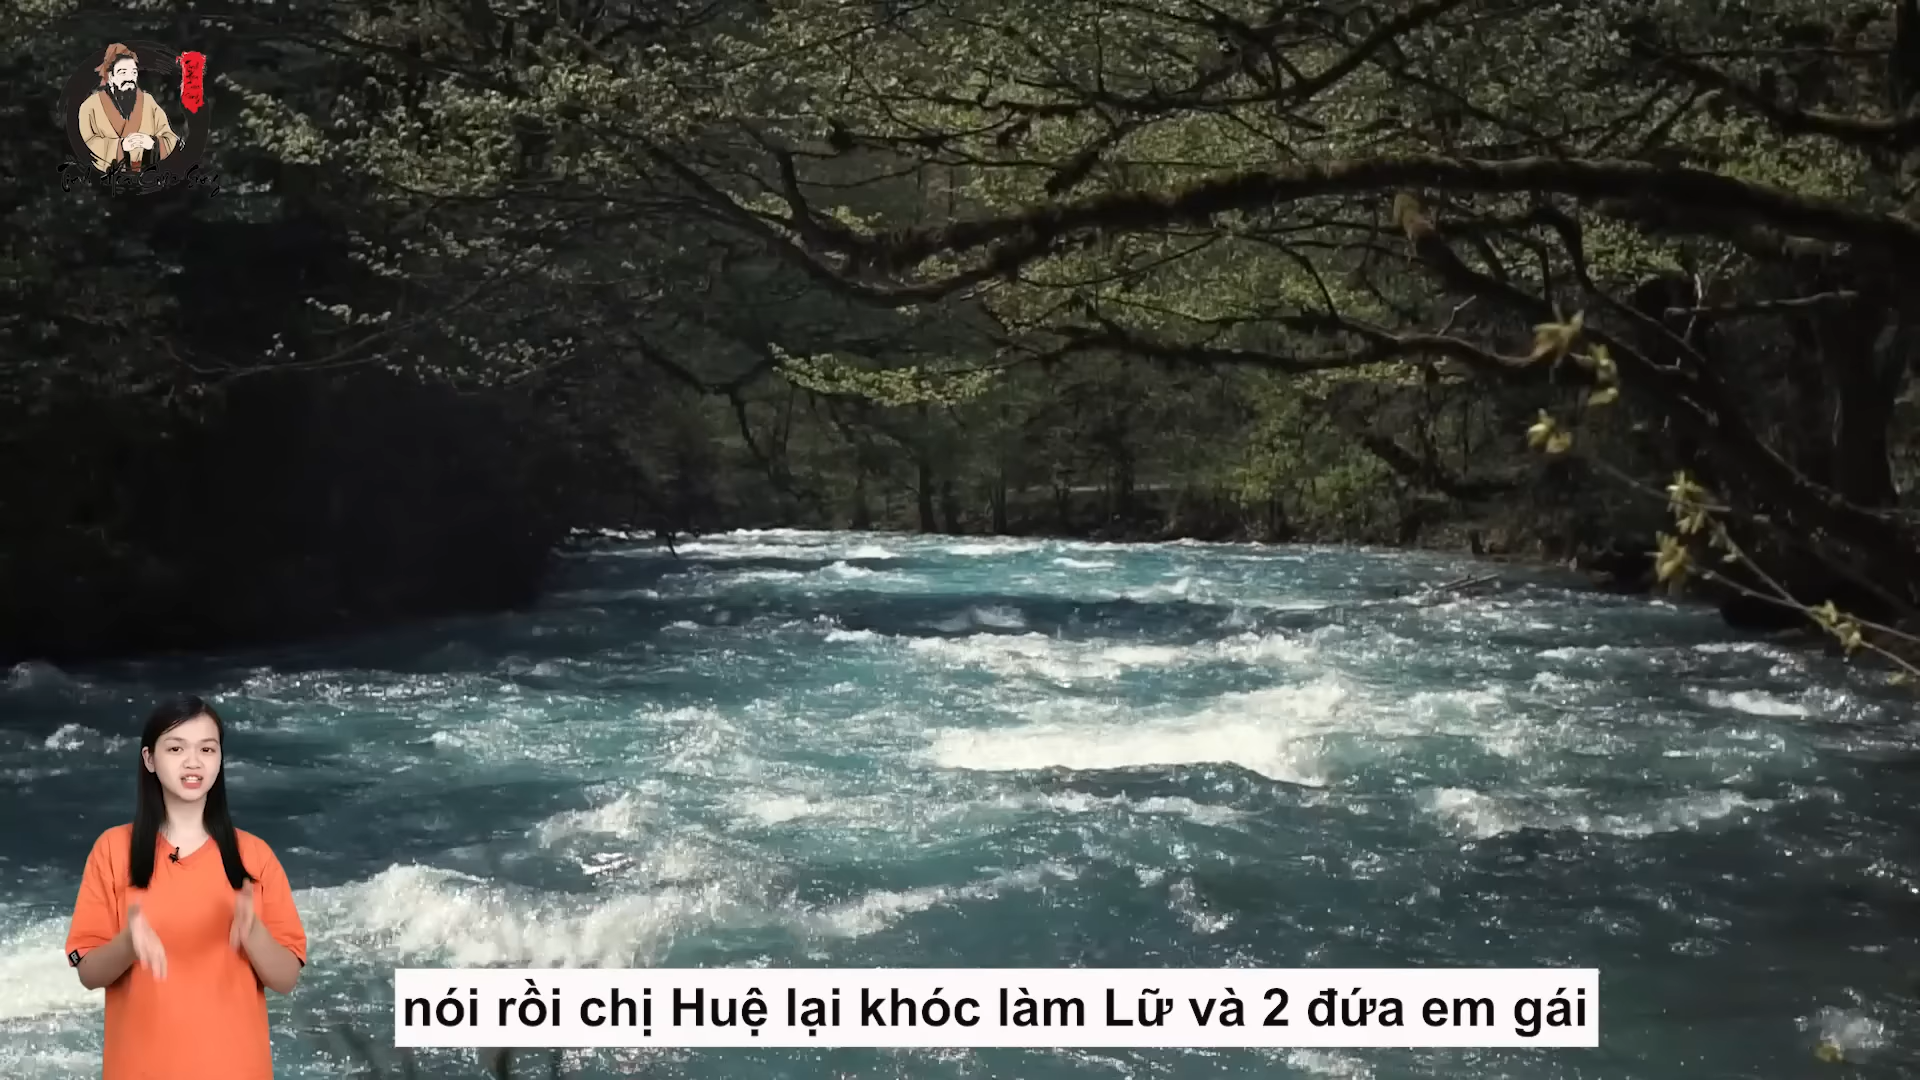 nói rồi chị Huệ lại khóc làm Lữ và 2 đứa em gái